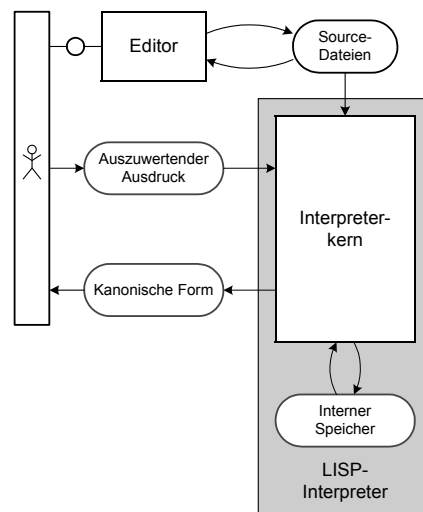 Editor
Source-
Dateien
Auszuwertender
Ausdruck
Interpreter-
kern
Kanonische Form
Interner
Speicher
LISP-
Interpreter